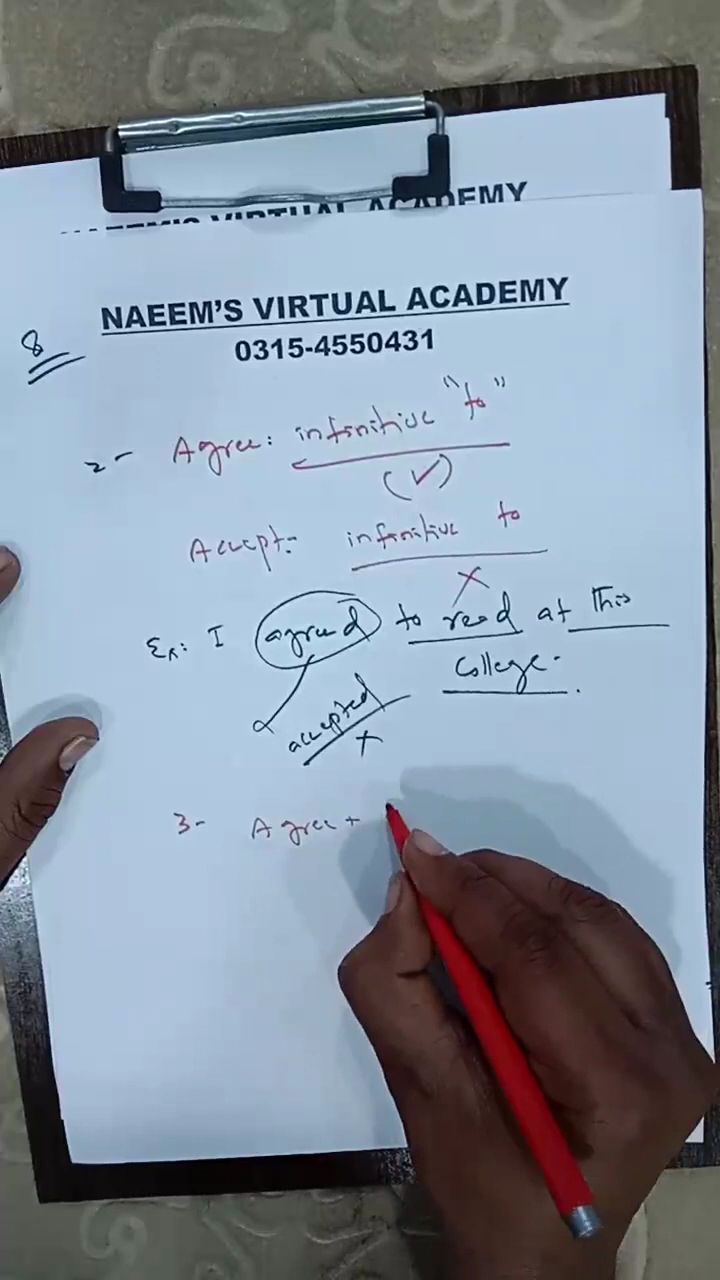 NAEEM'S VIRTUAL ACADEMY
NAEEM'S VIRTUAL ACADEMY
0315-4550431
8
2- Agree: infinitive "to"
(✓)
Accept:- infinitive to
X
Ex: I agreed to read at this
college.
accepted
X
3- Agree +